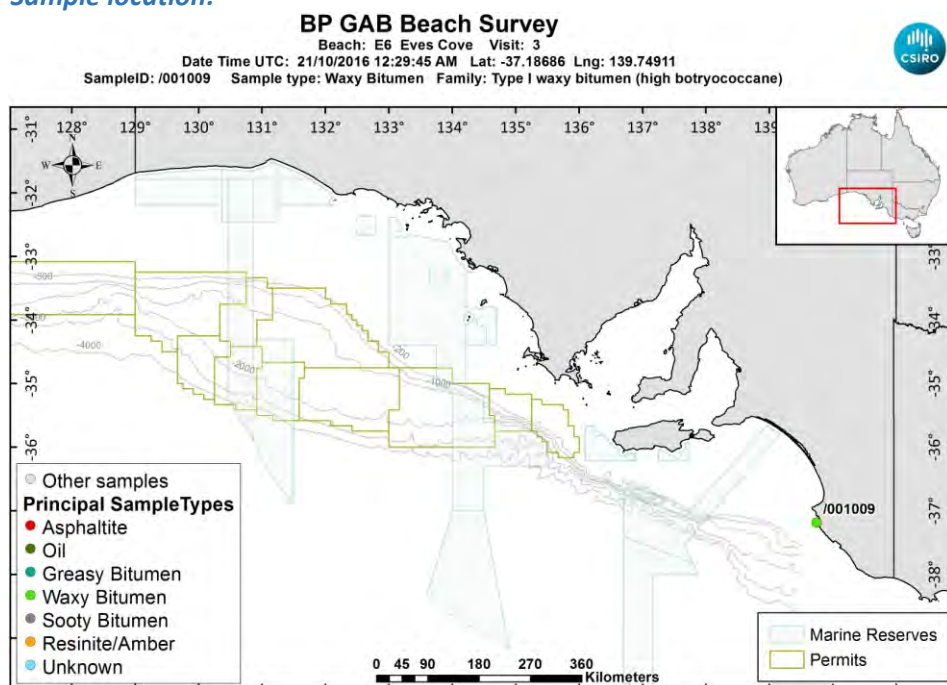 Sample location:
BP GAB Beach Survey
Beach: E6 Eves Cove Visit: 3
Date Time UTC: 21/10/2016 12:29:45 AM Lat: -37.18686 Lng: 139.74911
SampleID: /001009 Sample type: Waxy Bitumen Family: Type I waxy bitumen (high botryococcane)
CSIRO
128° 129° 130° 131° 132° 133° 134° 135° 136° 137° 138° 139
-31°
-32°
-33°
-34°
-35°
-36°
N
W E
S
-4000
-2000
-200
-1000
-33°
-34°
-35°
-36°
-37°
-38°
/001009
Other samples
Principal SampleTypes
Asphaltite
Oil
Greasy Bitumen
Waxy Bitumen
Sooty Bitumen
Resinite/Amber
Unknown
0 45 90 180 270 360
Kilometers
Marine Reserves
Permits